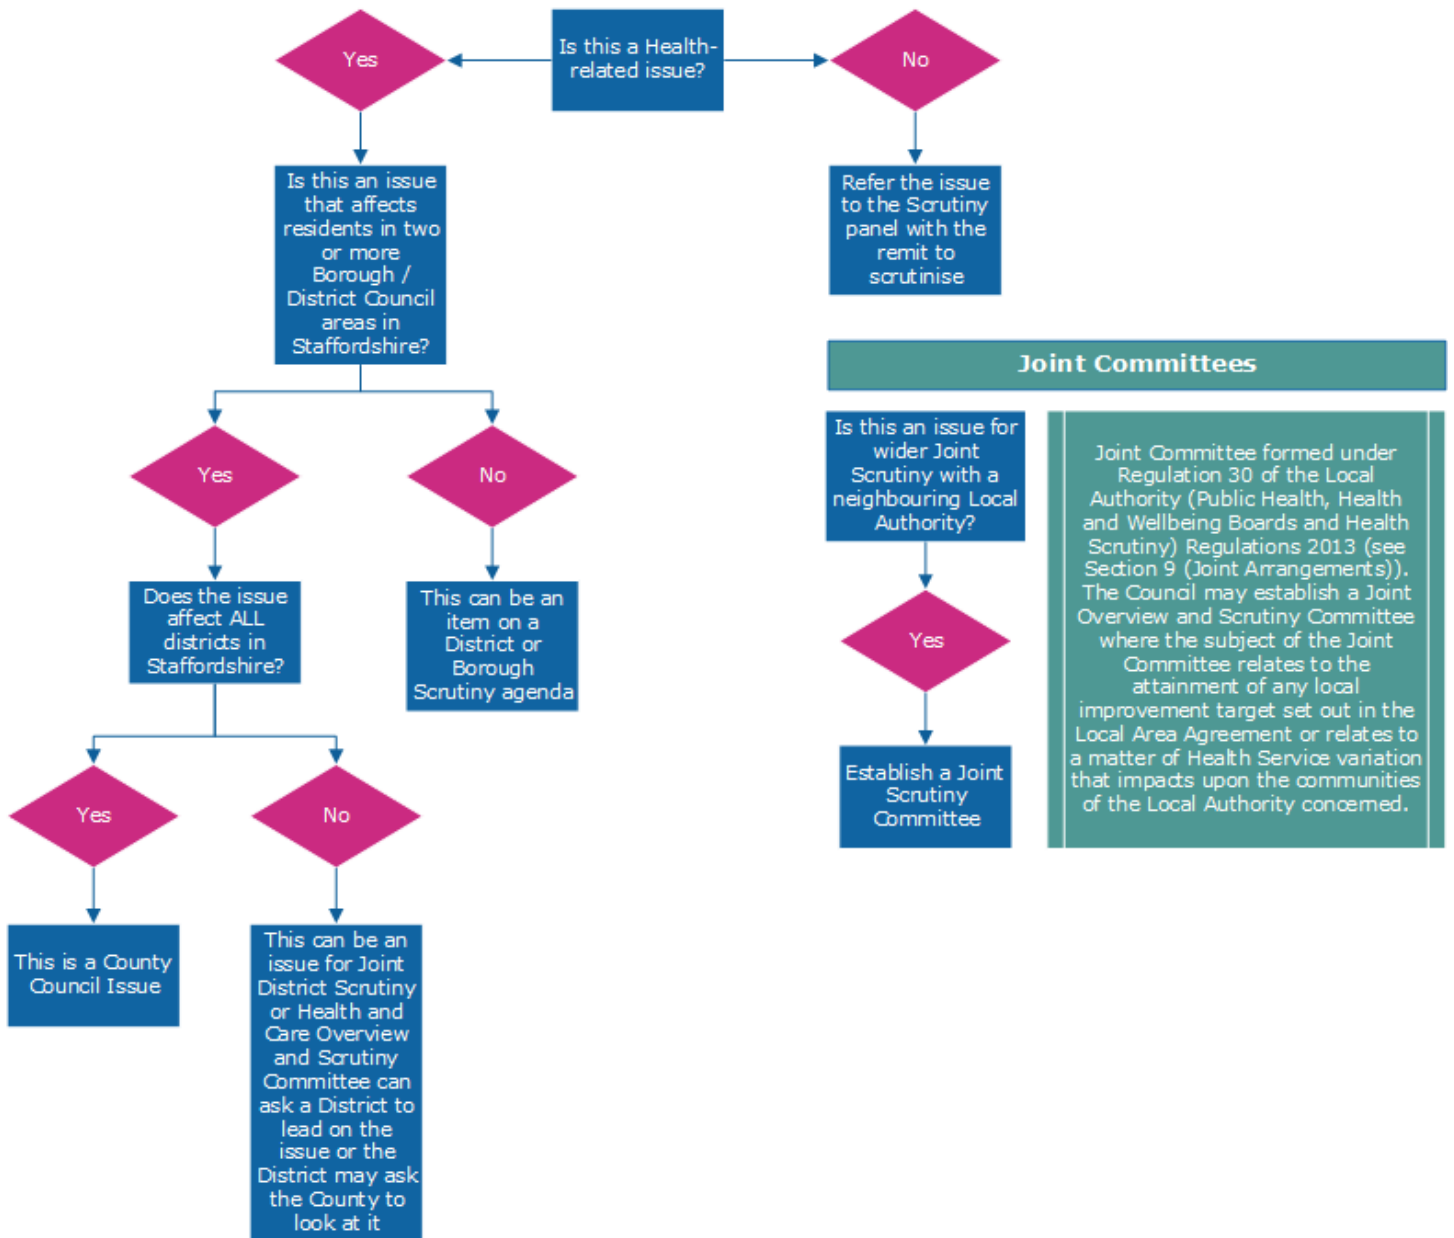 Yes
Is this a Health-
related issue?
No
Is this an issue
that affects
residents in two
or more
Borough /
District Council
areas in
Staffordshire?
Refer the issue
to the Scrutiny
panel with the
remit to
scrutinise
Yes
No
Does the issue
affect ALL
districts in
Staffordshire?
This can be an
item on a
District or
Borough
Scrutiny agenda
Yes
No
This is a County
Council Issue
This can be an
issue for Joint
District Scrutiny
or Health and
Care Overview
and Scrutiny
Committee can
ask a District to
lead on the
issue or the
District may ask
the County to
look at it
Joint Committees
Is this an issue for
wider Joint
Scrutiny with a
neighbouring Local
Authority?
Yes
Establish a Joint
Scrutiny
Committee
Joint Committee formed under
Regulation 30 of the Local
Authority (Public Health, Health
and Wellbeing Boards and Health
Scrutiny) Regulations 2013 (see
Section 9 (Joint Arrangements)).
The Council may establish a Joint
Overview and Scrutiny Committee
where the subject of the Joint
Committee relates to the
attainment of any local
improvement target set out in the
Local Area Agreement or relates to
a matter of Health Service variation
that impacts upon the communities
of the Local Authority concerned.